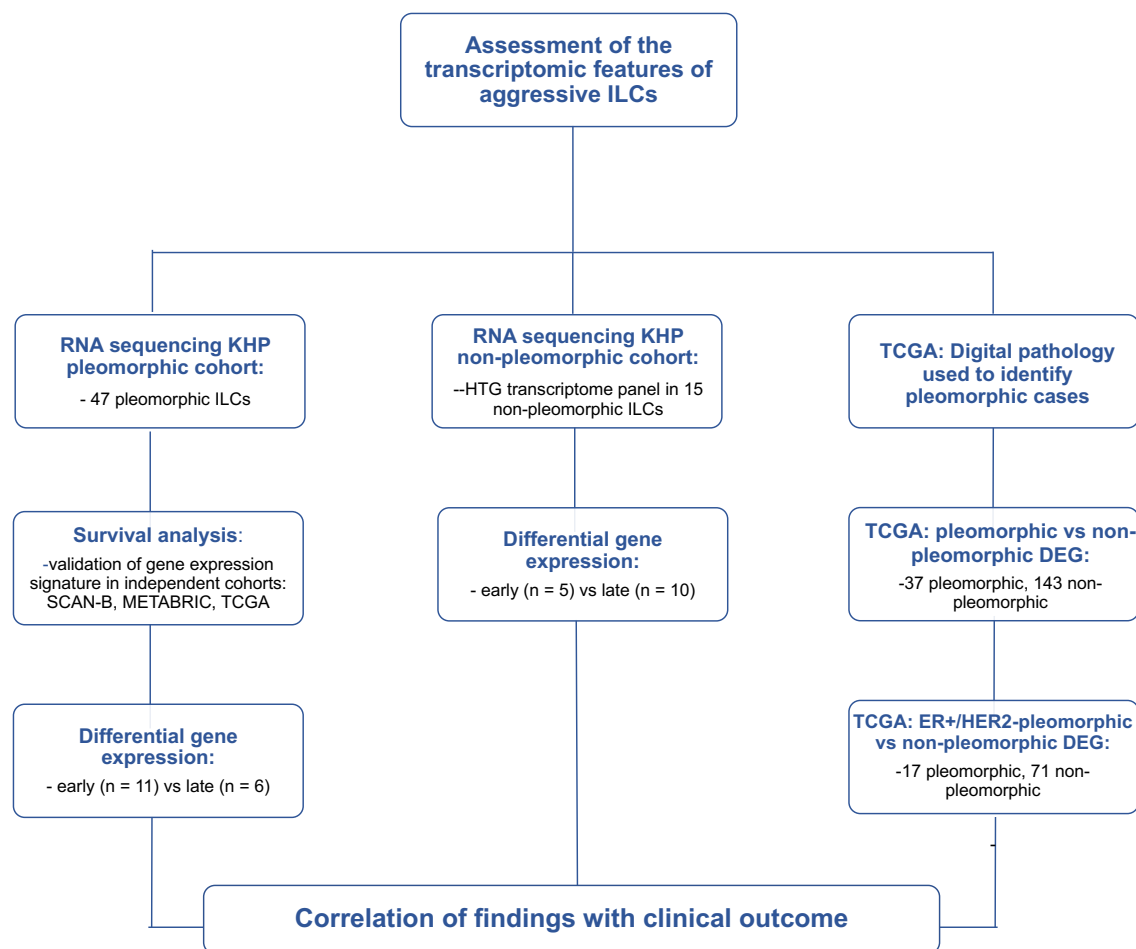 Assessment of the
transcriptomic features of
aggressive ILCs
RNA sequencing KHP
pleomorphic cohort:
- 47 pleomorphic ILCs
RNA sequencing KHP
non-pleomorphic cohort:
--HTG transcriptome panel in 15
non-pleomorphic ILCs
TCGA: Digital pathology
used to identify
pleomorphic cases
Survival analysis:
-validation of gene expression
signature in independent cohorts:
SCAN-B, METABRIC, TCGA
Differential gene
expression:
- early (n = 5) vs late (n = 10)
TCGA: pleomorphic vs non-
pleomorphic DEG:
-37 pleomorphic, 143 non-
pleomorphic
Differential gene
expression:
- early (n = 11) vs late (n = 6)
TCGA: ER+/HER2-pleomorphic
vs non-pleomorphic DEG:
-17 pleomorphic, 71 non-
pleomorphic
Correlation of findings with clinical outcome